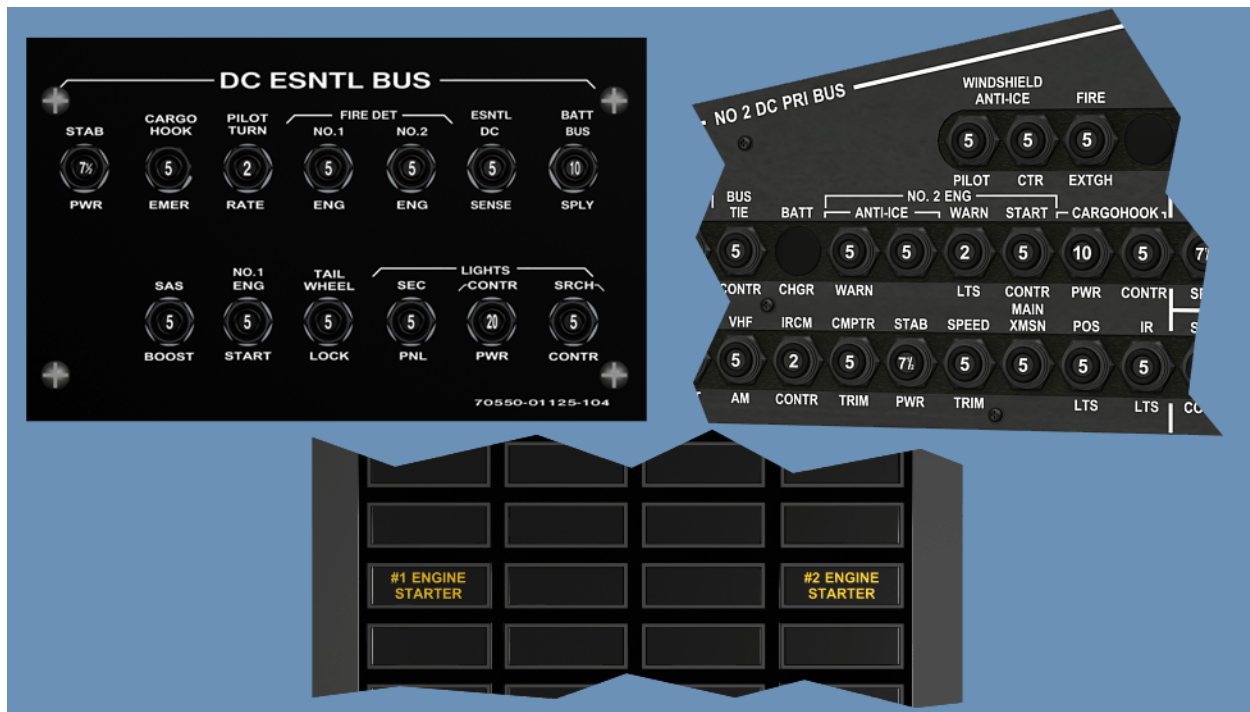 DC ESNTL BUS
FIRE DET
STAB CARGO HOOK PILOT TURN NO.1 NO.2 ESNTL DC BATT BUS
7½ 5 2 5 5 5 10
PWR EMER RATE ENG ENG SENSE SPLY
LIGHTS
SAS NO.1 ENG TAIL WHEEL SEC CONTR SRCH
5 5 5 5 20 5
BOOST START LOCK PNL PWR CONTR
70550-01125-104
NO 2 DC PRI BUS
WINDSHIELD
ANTI-ICE FIRE
5 5 5
PILOT CTR EXTGH
NO. 2 ENG
BUS TIE BATT ANTI-ICE WARN START CARGOHOOK
5 5 5 2 5 10 5
CONTR CHGR WARN LTS CONTR PWR CONTR
VHF IRCM CMPTR STAB SPEED MAIN XMSN POS IR
5 2 5 7½ 5 5 5 5
AM CONTR TRIM PWR TRIM LTS LTS
#1 ENGINE
STARTER
#2 ENGINE
STARTER